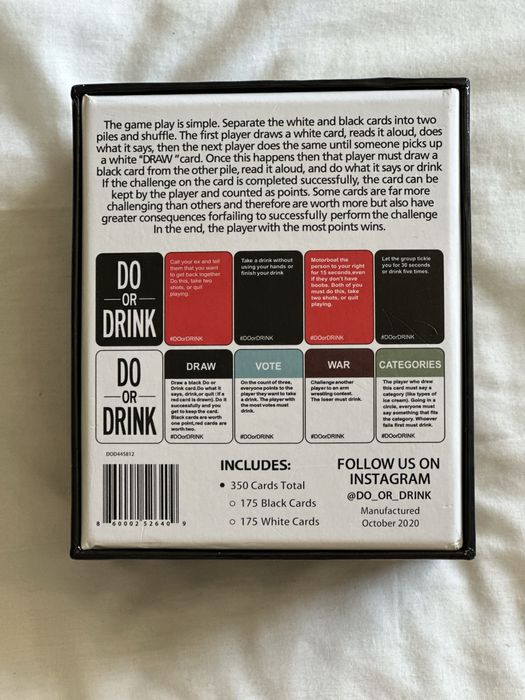 The game play is simple. Separate the white and black cards into two
piles and shuffle. The first player draws a white card, reads it aloud, does
what it says, then the next player does the same until someone picks up
a white "DRAW "card. Once this happens then that player must draw a
black card from the other pile, read it aloud, and do what it says or drink
If the challenge on the card is completed successfully, the card can be
kept by the player and counted as points. Some cards are far more
challenging than others and therefore are worth more but also have
greater consequences forfailing to successfully perform the challenge
In the end, the player with the most points wins.
DO
OR
DRINK
Call your ex and tell
them that you want
to get back together.
Do this, take two
shots, or quit
playing.
#DOorDRINK
Take a drink without
using your hands or
finish your drink
#DOorDRINK
Motorboat the
person to your right
for 15 seconds,even
if they don't have
boobs. Both of you
must do this, take
two shots, or quit
playing.
#DOorDRINK
Let the group tickle
you for 30 seconds
or drink five times.
#DOorDRINK
DO
OR
DRINK
DRAW
Draw a black Do or
Drink card.Do what it
says, drink,or quit (if a
red card is drawn). Do it
successfully and you
get to keep the card.
Black cards are worth
one point,red cards are
worth two.
#DOorDRINK
VOTE
On the count of three,
everyone points to the
player they want to take
a drink. The player with
the most votes must
drink.
#DOorDRINK
WAR
Challenge another
player to an arm
wrestling contest.
The loser must drink.
#DOorDRINK
CATEGORIES
The player who drew
this card must say a
category (like types of
ice cream). Going in a
circle, everyone must
say something that fits
the category. Whoever
fails first must drink.
#DOorDRINK
DOD445812
8 60002 52640 9
INCLUDES:
• 350 Cards Total
○ 175 Black Cards
○ 175 White Cards
FOLLOW US ON
INSTAGRAM
@DO_OR_DRINK
Manufactured
October 2020